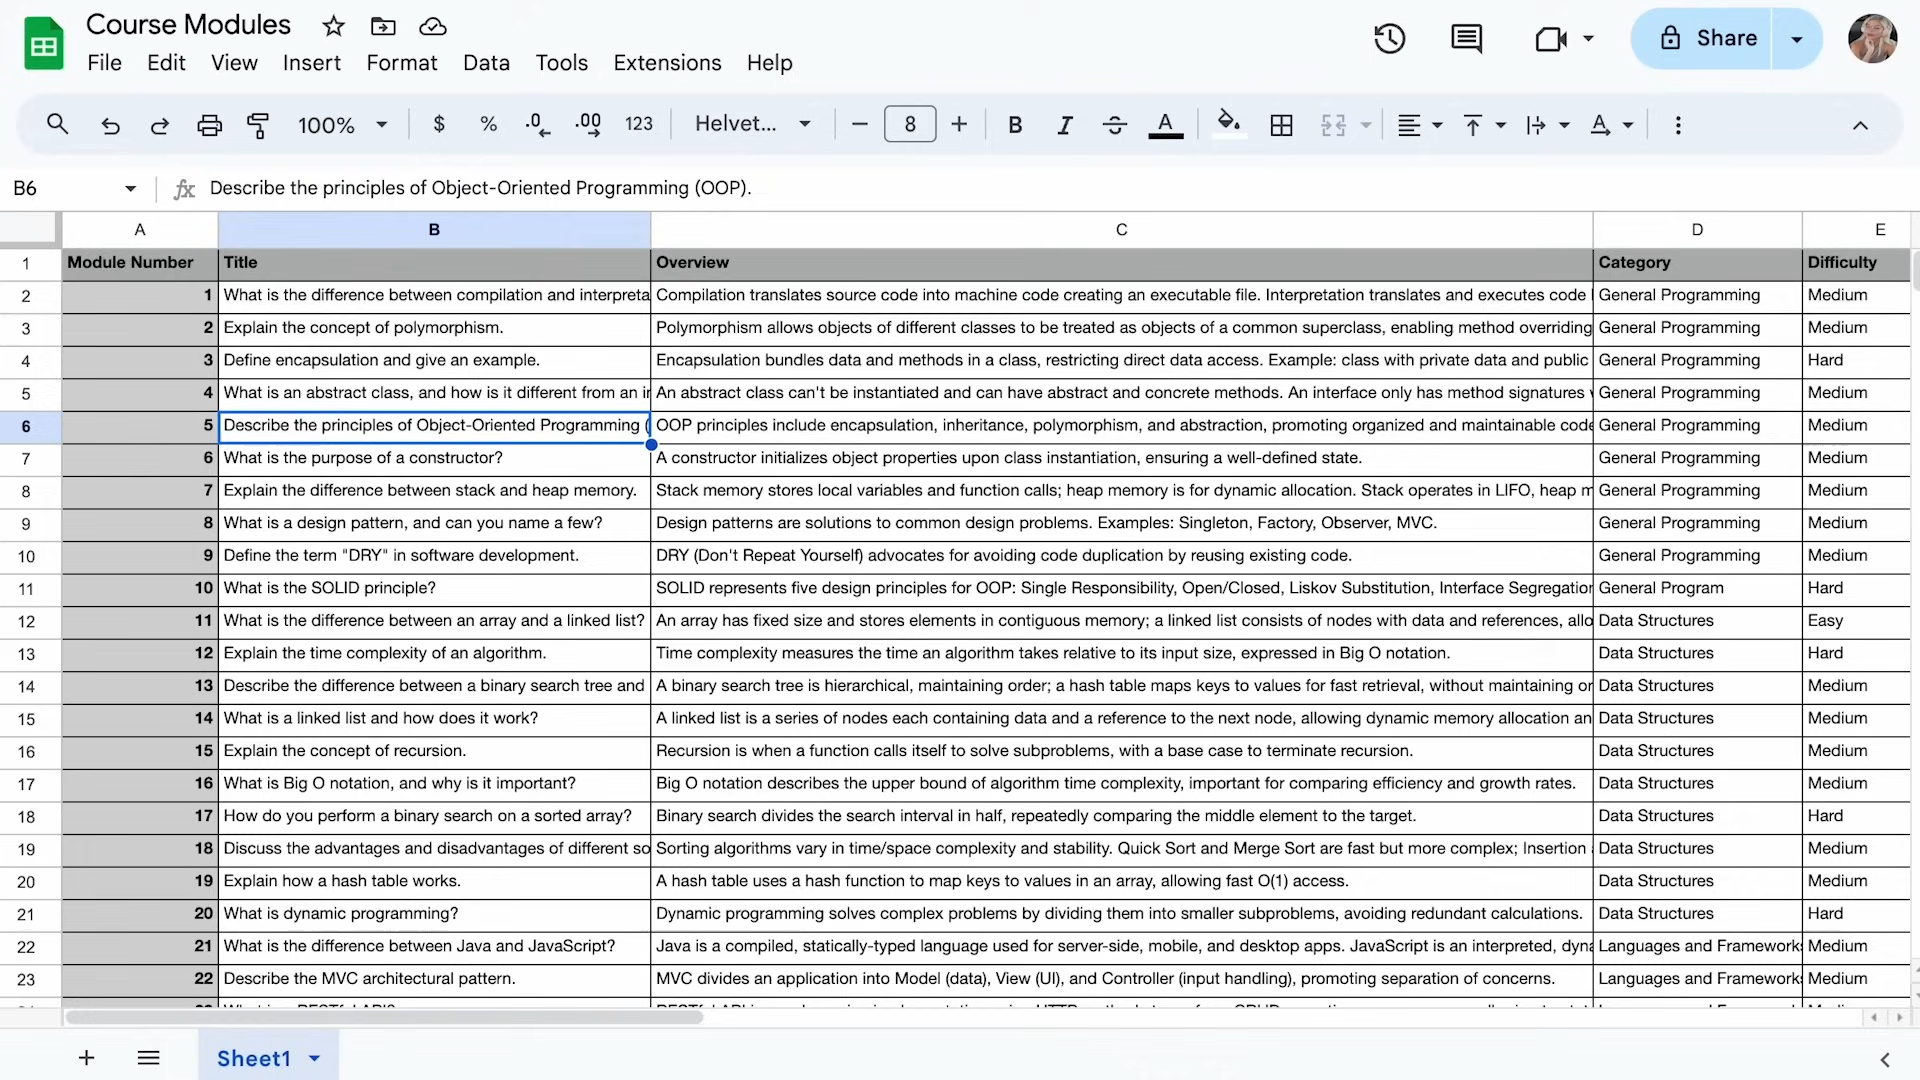 Course Modules
File Edit View Insert Format Data Tools Extensions Help
Share
100% $ % .0 .00 123 Helvet... 8 B I A A
B6 fx Describe the principles of Object-Oriented Programming (OOP).
A B C D E
1 Module Number Title Overview Category Difficulty
2 1 What is the difference between compilation and interpreta Compilation translates source code into machine code creating an executable file. Interpretation translates and executes code General Programming Medium
3 2 Explain the concept of polymorphism. Polymorphism allows objects of different classes to be treated as objects of a common superclass, enabling method overriding General Programming Medium
4 3 Define encapsulation and give an example. Encapsulation bundles data and methods in a class, restricting direct data access. Example: class with private data and public General Programming Hard
5 4 What is an abstract class, and how is it different from an ir An abstract class can't be instantiated and can have abstract and concrete methods. An interface only has method signatures General Programming Medium
6 5 Describe the principles of Object-Oriented Programming ( OOP principles include encapsulation, inheritance, polymorphism, and abstraction, promoting organized and maintainable code General Programming Medium
7 6 What is the purpose of a constructor? A constructor initializes object properties upon class instantiation, ensuring a well-defined state. General Programming Medium
8 7 Explain the difference between stack and heap memory. Stack memory stores local variables and function calls; heap memory is for dynamic allocation. Stack operates in LIFO, heap m General Programming Medium
9 8 What is a design pattern, and can you name a few? Design patterns are solutions to common design problems. Examples: Singleton, Factory, Observer, MVC. General Programming Medium
10 9 Define the term "DRY" in software development. DRY (Don't Repeat Yourself) advocates for avoiding code duplication by reusing existing code. General Programming Medium
11 10 What is the SOLID principle? SOLID represents five design principles for OOP: Single Responsibility, Open/Closed, Liskov Substitution, Interface Segregation General Program Hard
12 11 What is the difference between an array and a linked list? An array has fixed size and stores elements in contiguous memory; a linked list consists of nodes with data and references, allo Data Structures Easy
13 12 Explain the time complexity of an algorithm. Time complexity measures the time an algorithm takes relative to its input size, expressed in Big O notation. Data Structures Hard
14 13 Describe the difference between a binary search tree and A binary search tree is hierarchical, maintaining order; a hash table maps keys to values for fast retrieval, without maintaining or Data Structures Medium
15 14 What is a linked list and how does it work? A linked list is a series of nodes each containing data and a reference to the next node, allowing dynamic memory allocation an Data Structures Medium
16 15 Explain the concept of recursion. Recursion is when a function calls itself to solve subproblems, with a base case to terminate recursion. Data Structures Medium
17 16 What is Big O notation, and why is it important? Big O notation describes the upper bound of algorithm time complexity, important for comparing efficiency and growth rates. Data Structures Medium
18 17 How do you perform a binary search on a sorted array? Binary search divides the search interval in half, repeatedly comparing the middle element to the target. Data Structures Hard
19 18 Discuss the advantages and disadvantages of different so Sorting algorithms vary in time/space complexity and stability. Quick Sort and Merge Sort are fast but more complex; Insertion Data Structures Medium
20 19 Explain how a hash table works. A hash table uses a hash function to map keys to values in an array, allowing fast O(1) access. Data Structures Medium
21 20 What is dynamic programming? Dynamic programming solves complex problems by dividing them into smaller subproblems, avoiding redundant calculations. Data Structures Hard
22 21 What is the difference between Java and JavaScript? Java is a compiled, statically-typed language used for server-side, mobile, and desktop apps. JavaScript is an interpreted, dyna Languages and Frameworks Medium
23 22 Describe the MVC architectural pattern. MVC divides an application into Model (data), View (UI), and Controller (input handling), promoting separation of concerns. Languages and Frameworks Medium
Sheet1